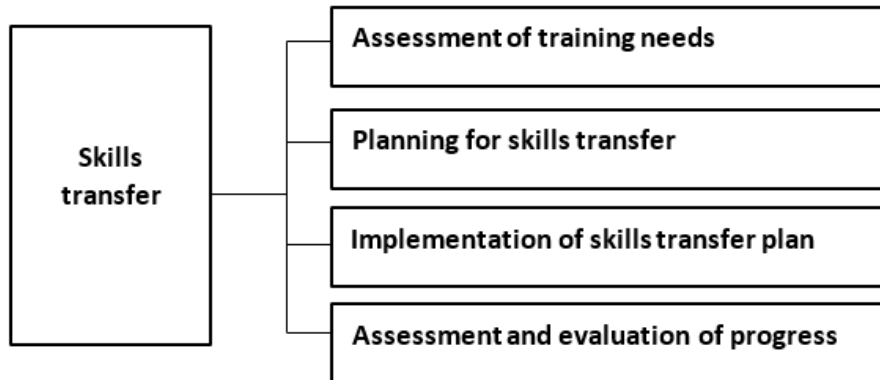 Skills
transfer
Assessment of training needs
Planning for skills transfer
Implementation of skills transfer plan
Assessment and evaluation of progress